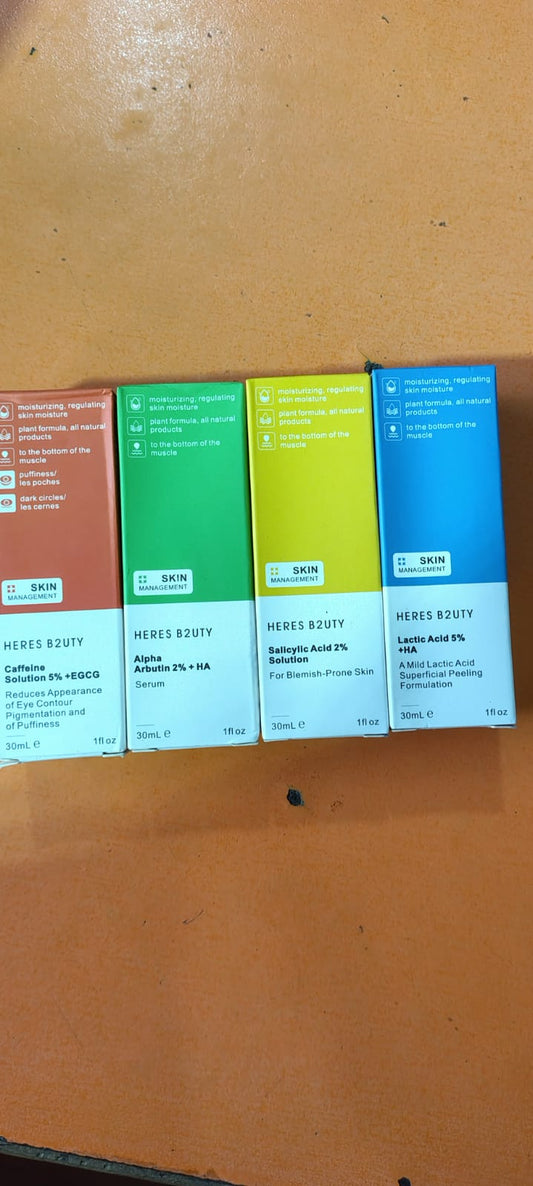 moisturizing, regulating
skin moisture
plant formula, all natural
products
to the bottom of the
muscle
puffiness/
les poches
dark circles/
les cernes
SKIN
MANAGEMENT
HERES B2UTY
Caffeine
Solution 5% +EGCG
Reduces Appearance
of Eye Contour
Pigmentation and
of Puffiness
30mL e
1fl oz
moisturizing, regulating
skin moisture
plant formula, all natural
products
to the bottom of the
muscle
SKIN
MANAGEMENT
HERES B2UTY
Alpha
Arbutin 2% + HA
Serum
30mL e
1fl oz
moisturizing, regulating
skin moisture
plant formula, all natural
products
to the bottom of the
muscle
SKIN
MANAGEMENT
HERES B2UTY
Salicylic Acid 2%
Solution
For Blemish-Prone Skin
30mL e
1fl oz
moisturizing, regulating
skin moisture
plant formula, all natural
products
to the bottom of the
muscle
SKIN
MANAGEMENT
HERES B2UTY
Lactic Acid 5%
+HA
A Mild Lactic Acid
Superficial Peeling
Formulation
30mL e
1fl oz